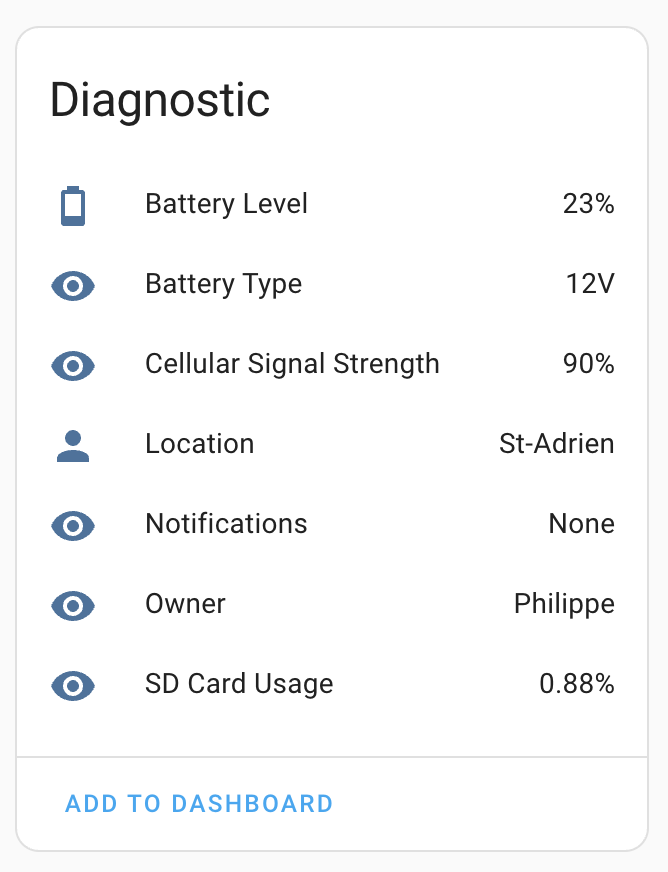 Diagnostic
Battery Level 23%
Battery Type 12V
Cellular Signal Strength 90%
Location St-Adrien
Notifications None
Owner Philippe
SD Card Usage 0.88%
ADD TO DASHBOARD